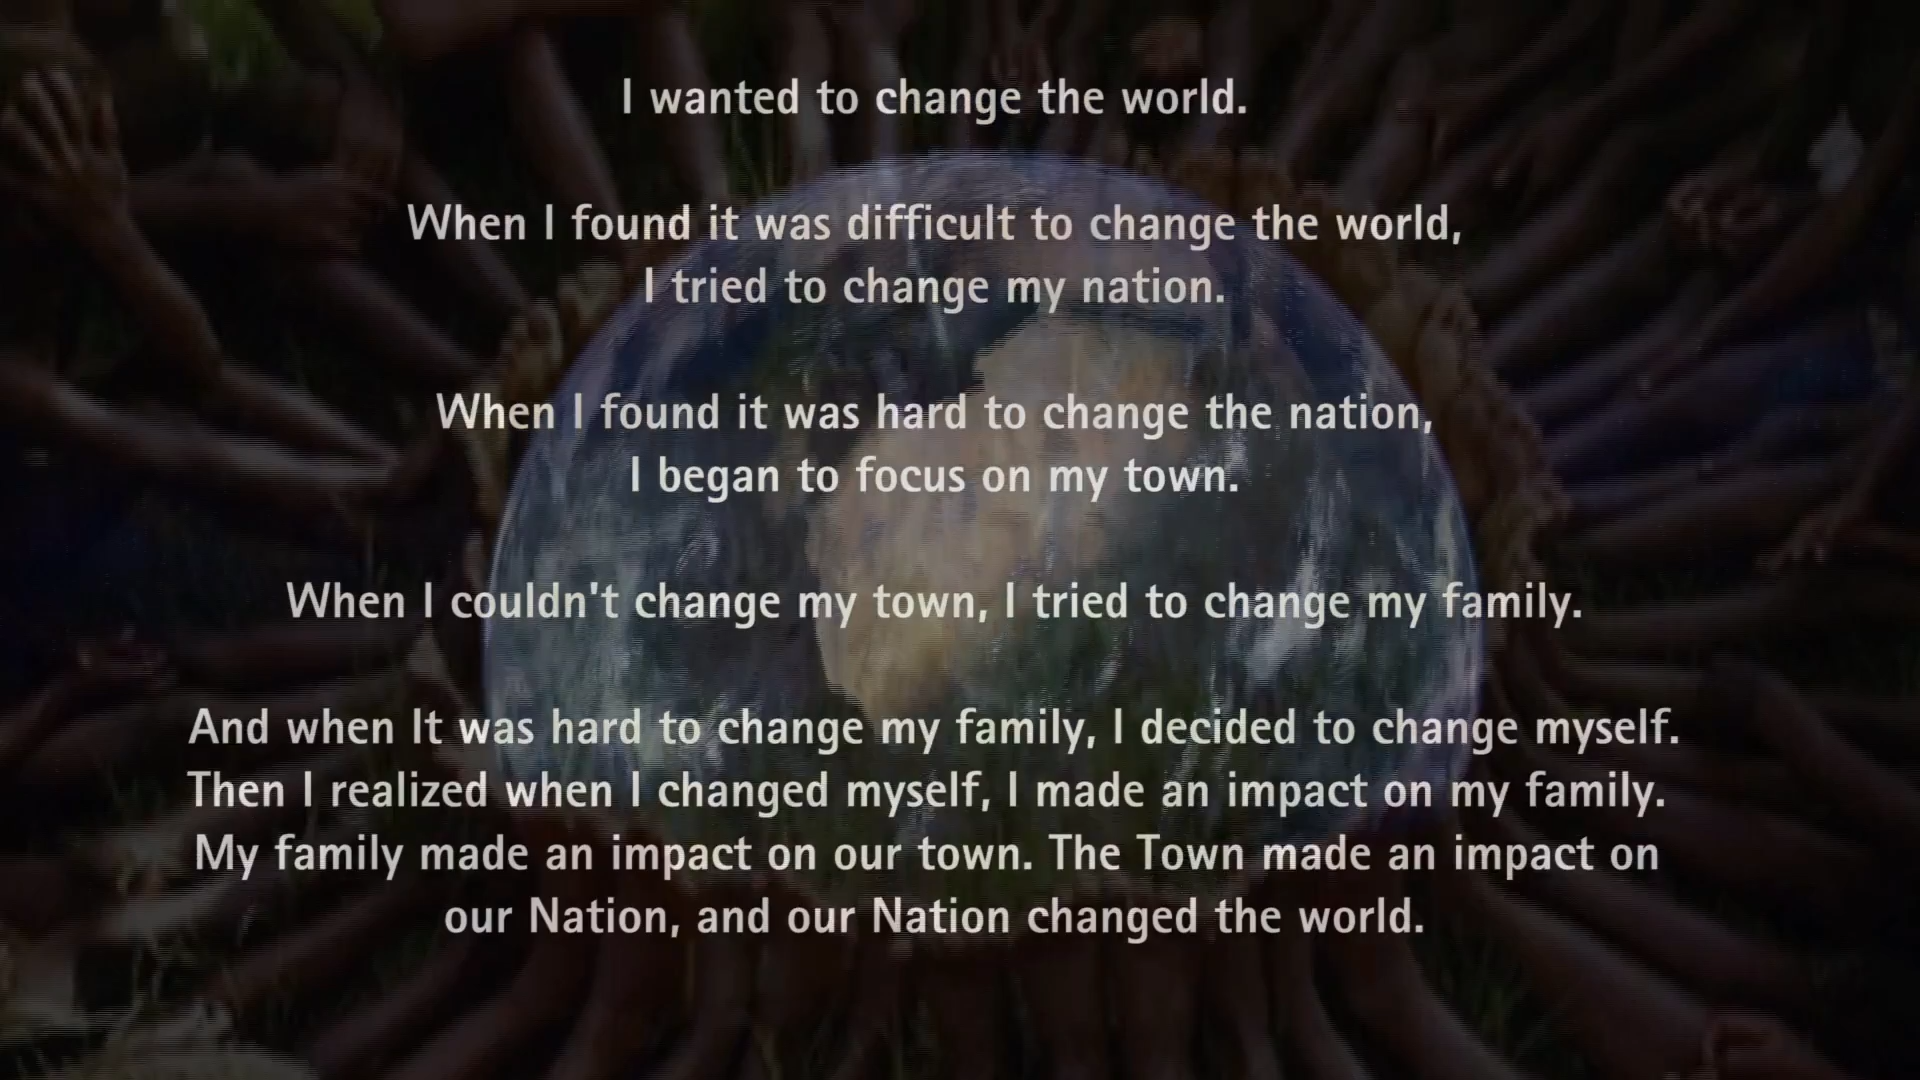 I wanted to change the world.
When I found it was difficult to change the world,
I tried to change my nation.
When I found it was hard to change the nation,
I began to focus on my town.
When I couldn't change my town, I tried to change my family.
And when It was hard to change my family, I decided to change myself.
Then I realized when I changed myself, I made an impact on my family.
My family made an impact on our town. The Town made an impact on
our Nation, and our Nation changed the world.